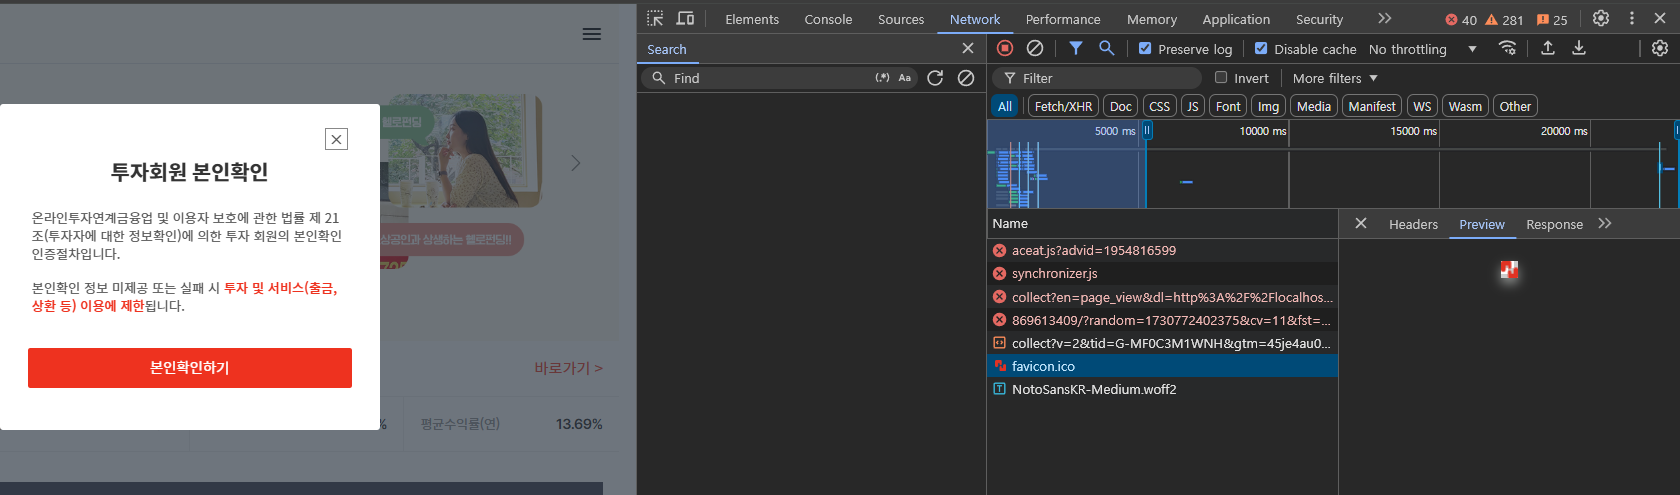 헬로펀딩
상공인과 상생하는 헬로펀딩!!
투자회원 본인확인
온라인투자연계금융업 및 이용자 보호에 관한 법률 제 21
조(투자자에 대한 정보확인)에 의한 투자 회원의 본인확인
인증절차입니다.
본인확인 정보 미제공 또는 실패 시 투자 및 서비스(출금,
상환 등) 이용에 제한됩니다.
본인확인하기
바로가기 >
%
평균수익률(연)
13.69%
Elements
Console
Sources
Network
Performance
Memory
Application
Security
40
281
25
Search
Find
(.*)
Aa
Preserve log
Disable cache
No throttling
Filter
Invert
More filters
All
Fetch/XHR
Doc
CSS
JS
Font
Img
Media
Manifest
WS
Wasm
Other
5000 ms
10000 ms
15000 ms
20000 ms
Name
Headers
Preview
Response
aceat.js?advid=1954816599
synchronizer.js
collect?en=page_view&dl=http%3A%2F%2Flocalhos...
869613409/?random=1730772402375&cv=11&fst=...
collect?v=2&tid=G-MF0C3M1WNH&gtm=45je4au0...
favicon.ico
NotoSansKR-Medium.woff2